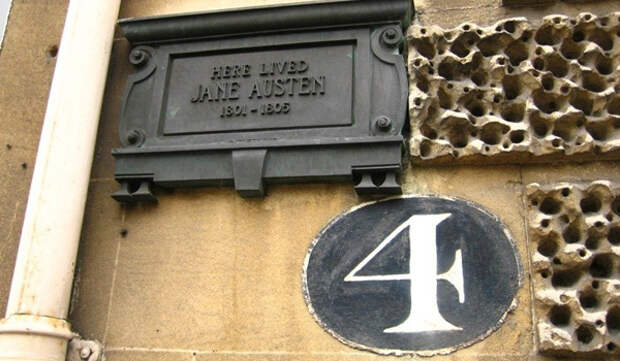 HERE LIVED
JANE AUSTEN
1801 - 1805
4